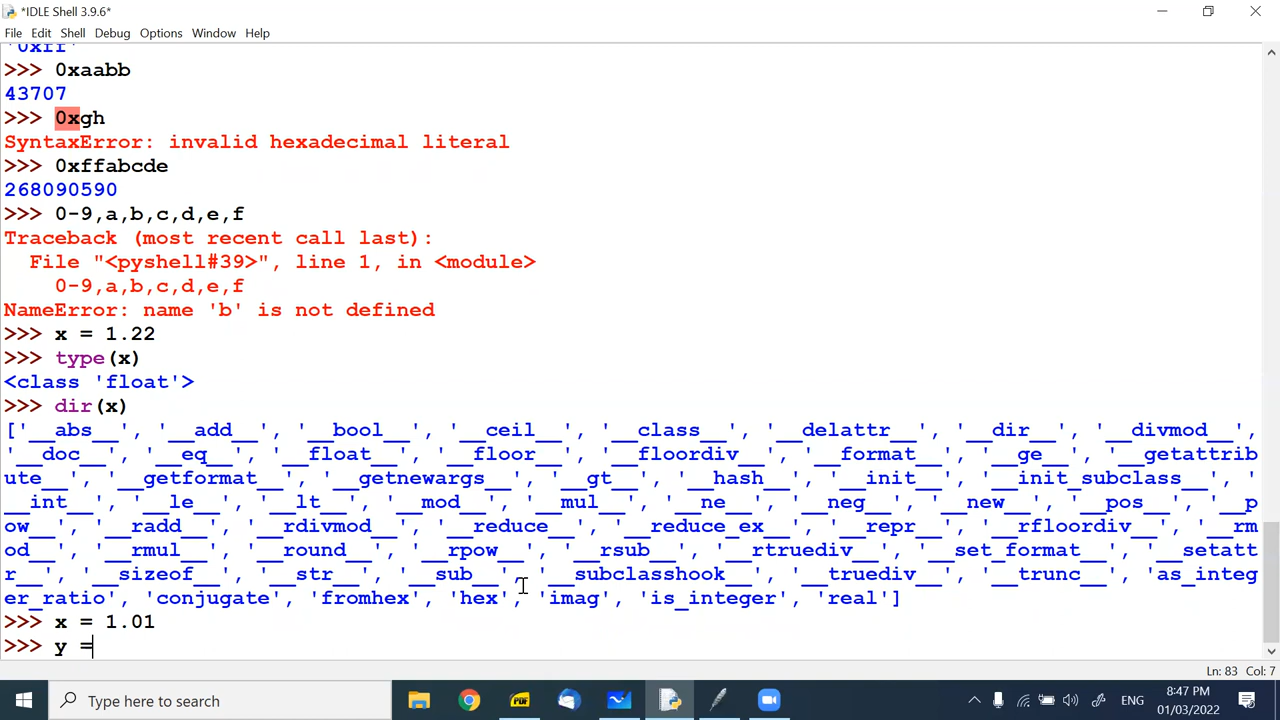 *IDLE Shell 3.9.6*
File Edit Shell Debug Options Window Help
'0xff'
>>> 0xaabb
43707
>>> 0xgh
SyntaxError: invalid hexadecimal literal
>>> 0xffabcde
268090590
>>> 0-9,a,b,c,d,e,f
Traceback (most recent call last):
  File "<pyshell#39>", line 1, in <module>
    0-9,a,b,c,d,e,f
NameError: name 'b' is not defined
>>> x = 1.22
>>> type(x)
<class 'float'>
>>> dir(x)
['__abs__', '__add__', '__bool__', '__ceil__', '__class__', '__delattr__', '__dir__', '__divmod__',
'__doc__', '__eq__', '__float__', '__floor__', '__floordiv__', '__format__', '__ge__', '__getattrib
ute__', '__getformat__', '__getnewargs__', '__gt__', '__hash__', '__init__', '__init_subclass__', '
__int__', '__le__', '__lt__', '__mod__', '__mul__', '__ne__', '__neg__', '__new__', '__pos__', '__p
ow__', '__radd__', '__rdivmod__', '__reduce__', '__reduce_ex__', '__repr__', '__rfloordiv__', '__rm
od__', '__rmul__', '__round__', '__rpow__', '__rsub__', '__rtruediv__', '__set_format__', '__setatt
r__', '__sizeof__', '__str__', '__sub__', '__subclasshook__', '__truediv__', '__trunc__', 'as_integ
er_ratio', 'conjugate', 'fromhex', 'hex', 'imag', 'is_integer', 'real']
>>> x = 1.01
>>> y =
Ln: 83 Col: 7
Type here to search
PDF
ENG
8:47 PM
01/03/2022